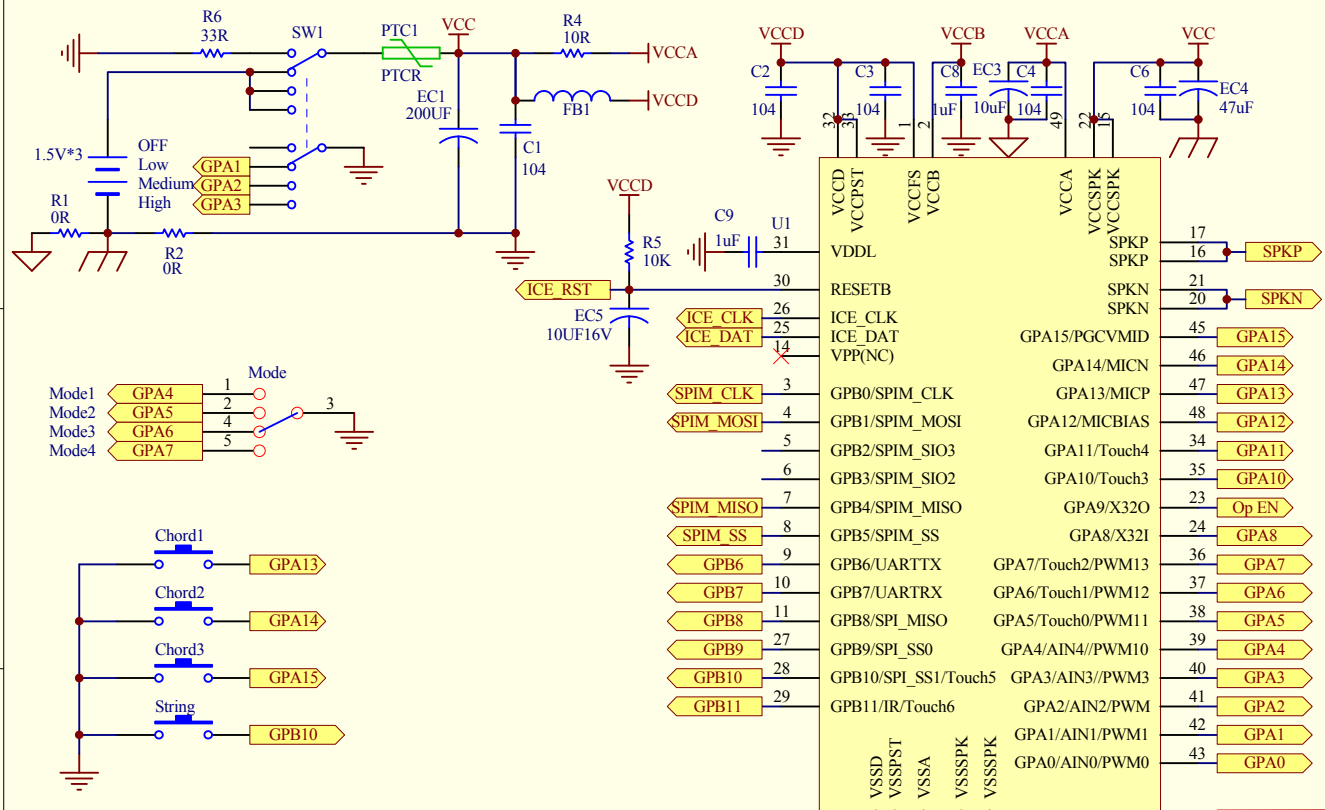 R6
33R
SW1
PTC1
PTCR
VCC
R4
10R
VCCA
VCCD
FB1
EC1
200UF
C1
104
1.5V*3
OFF
Low
Medium
High
GPA1
GPA2
GPA3
R1
0R
R2
0R
VCCD
R5
10K
ICE_RST
EC5
10UF16V
C9
1uF
U1
VCCD
C2
104
C3
104
VCCB
C8
1uF
VCCA
EC3
10uF
C4
104
VCC
C6
104
EC4
47uF
32
33
1
2
49
22
15
VCCD
VCCPST
VCCFS
VCCB
VCCA
VCCSPK
VCCSPK
31 VDDL
30 RESETB
ICE_CLK 26 ICE_CLK
ICE_DAT 25 ICE_DAT
14 VPP(NC)
SPIM_CLK 3 GPB0/SPIM_CLK
SPIM_MOSI 4 GPB1/SPIM_MOSI
5 GPB2/SPIM_SIO3
6 GPB3/SPIM_SIO2
SPIM_MISO 7 GPB4/SPIM_MISO
SPIM_SS 8 GPB5/SPIM_SS
GPB6 9 GPB6/UARTTX
GPB7 10 GPB7/UARTRX
GPB8 11 GPB8/SPI_MISO
GPB9 27 GPB9/SPI_SS0
GPB10 28 GPB10/SPI_SS1/Touch5
GPB11 29 GPB11/IR/Touch6
SPKP 17
SPKP 16
SPKP
SPKN 21
SPKN 20
SPKN
GPA15/PGCVMID 45 GPA15
GPA14/MICN 46 GPA14
GPA13/MICP 47 GPA13
GPA12/MICBIAS 48 GPA12
GPA11/Touch4 34 GPA11
GPA10/Touch3 35 GPA10
GPA9/X32O 23 Op EN
GPA8/X32I 24 GPA8
GPA7/Touch2/PWM13 36 GPA7
GPA6/Touch1/PWM12 37 GPA6
GPA5/Touch0/PWM11 38 GPA5
GPA4/AIN4//PWM10 39 GPA4
GPA3/AIN3//PWM3 40 GPA3
GPA2/AIN2/PWM 41 GPA2
GPA1/AIN1/PWM1 42 GPA1
GPA0/AIN0/PWM0 43 GPA0
VSSD
VSSPST
VSSA
VSSSPK
VSSSPK
Mode
Mode1 GPA4 1
Mode2 GPA5 2
Mode3 GPA6 4
Mode4 GPA7 5
3
Chord1
GPA13
Chord2
GPA14
Chord3
GPA15
String
GPB10